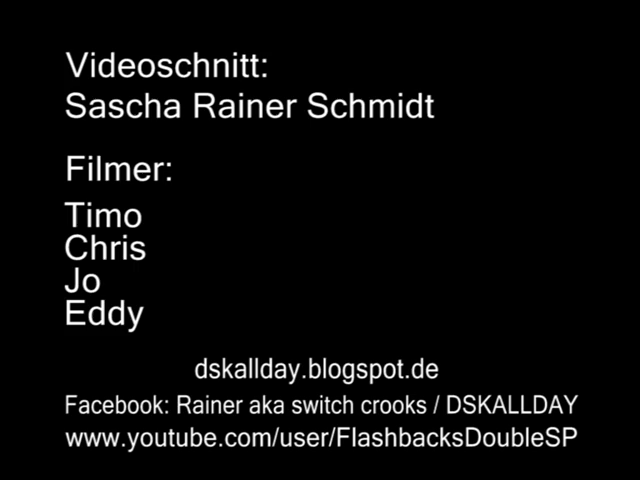 Videoschnitt:
Sascha Rainer Schmidt
Filmer:
Timo
Chris
Jo
Eddy
dskallday.blogspot.de
Facebook: Rainer aka switch crooks / DSKALLDAY
www.youtube.com/user/FlashbacksDoubleSP